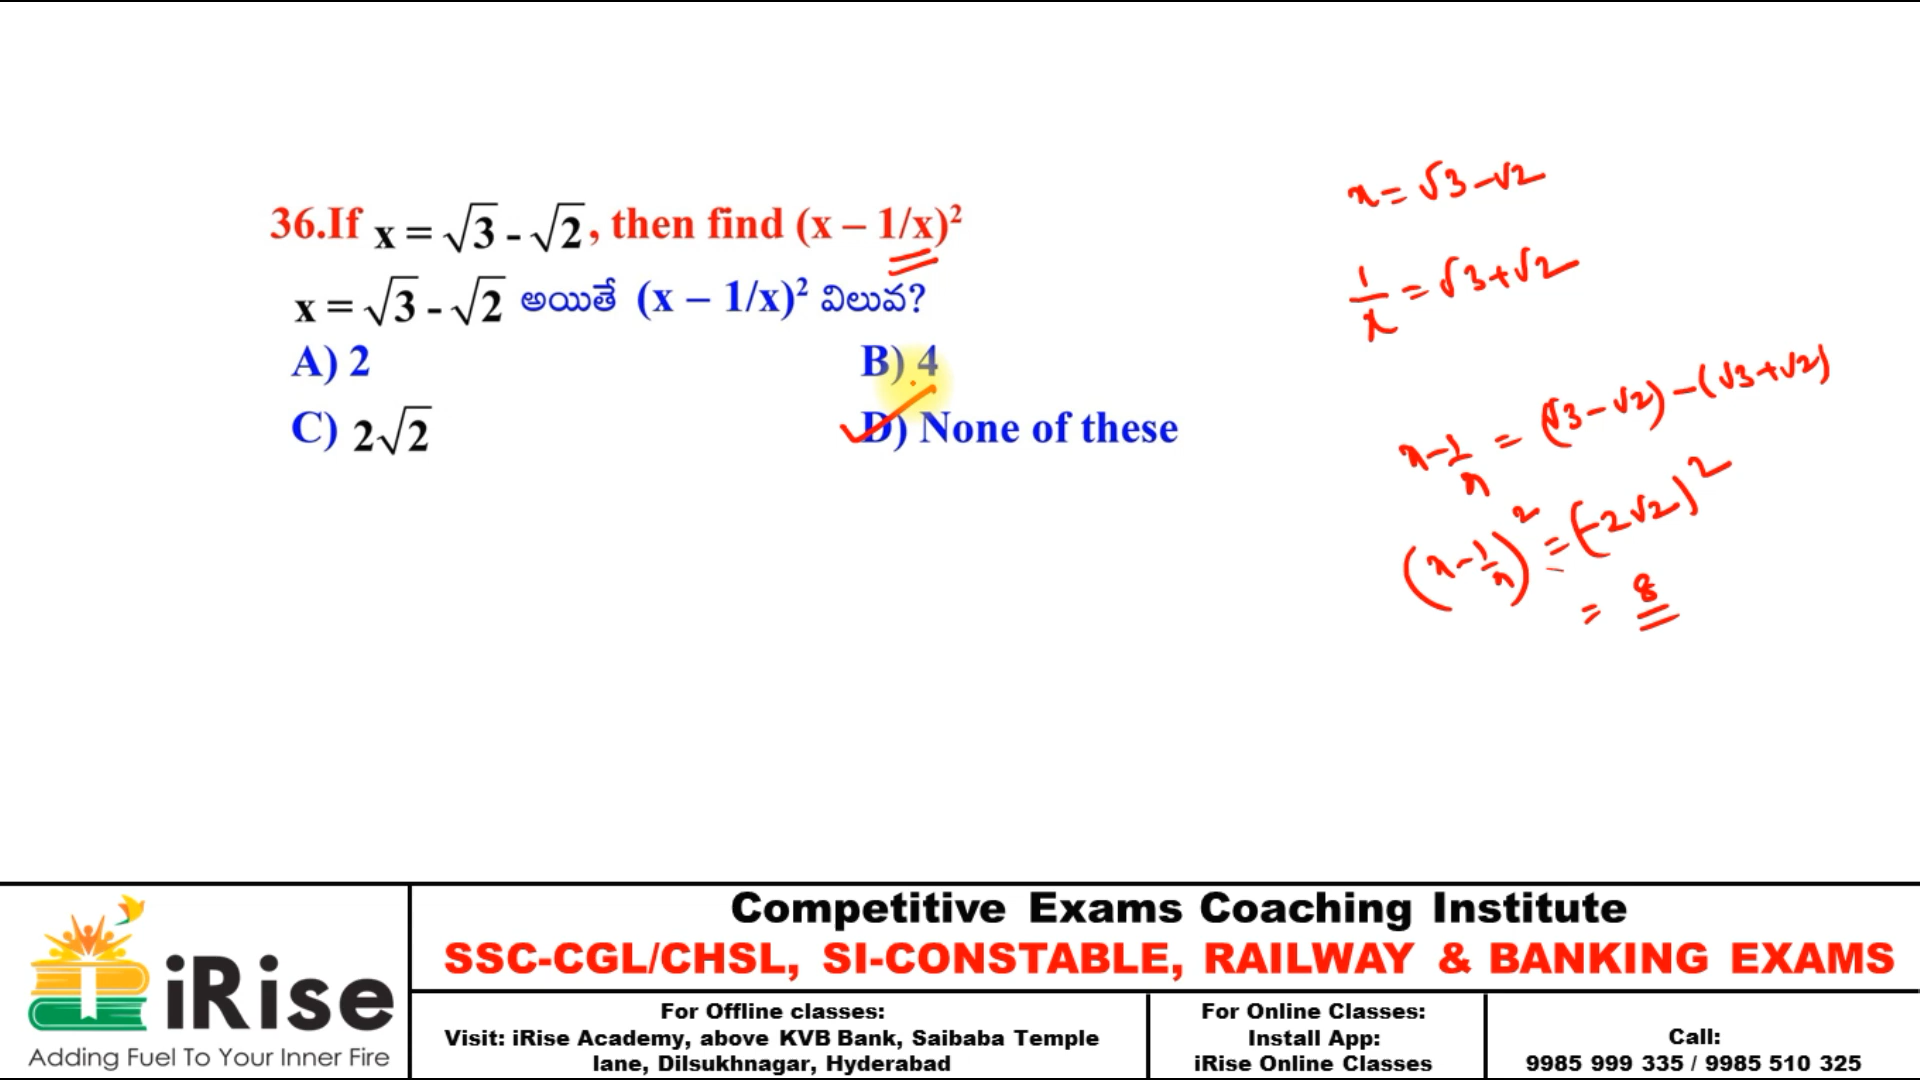 36.If x = √3 - √2, then find (x – 1/x)²
x = √3 - √2 అయితే (x – 1/x)² విలువ?
A) 2
B) 4
C) 2√2
D) None of these
x = √3 - √2
1/x = √3 + √2
x - 1/x = (√3 - √2) - (√3 + √2)
(x - 1/x)² = (-2√2)²
= 8
iRise
Adding Fuel To Your Inner Fire
Competitive Exams Coaching Institute
SSC-CGL/CHSL, SI-CONSTABLE, RAILWAY & BANKING EXAMS
For Offline classes:
Visit: iRise Academy, above KVB Bank, Saibaba Temple
lane, Dilsukhnagar, Hyderabad
For Online Classes:
Install App:
iRise Online Classes
Call:
9985 999 335 / 9985 510 325